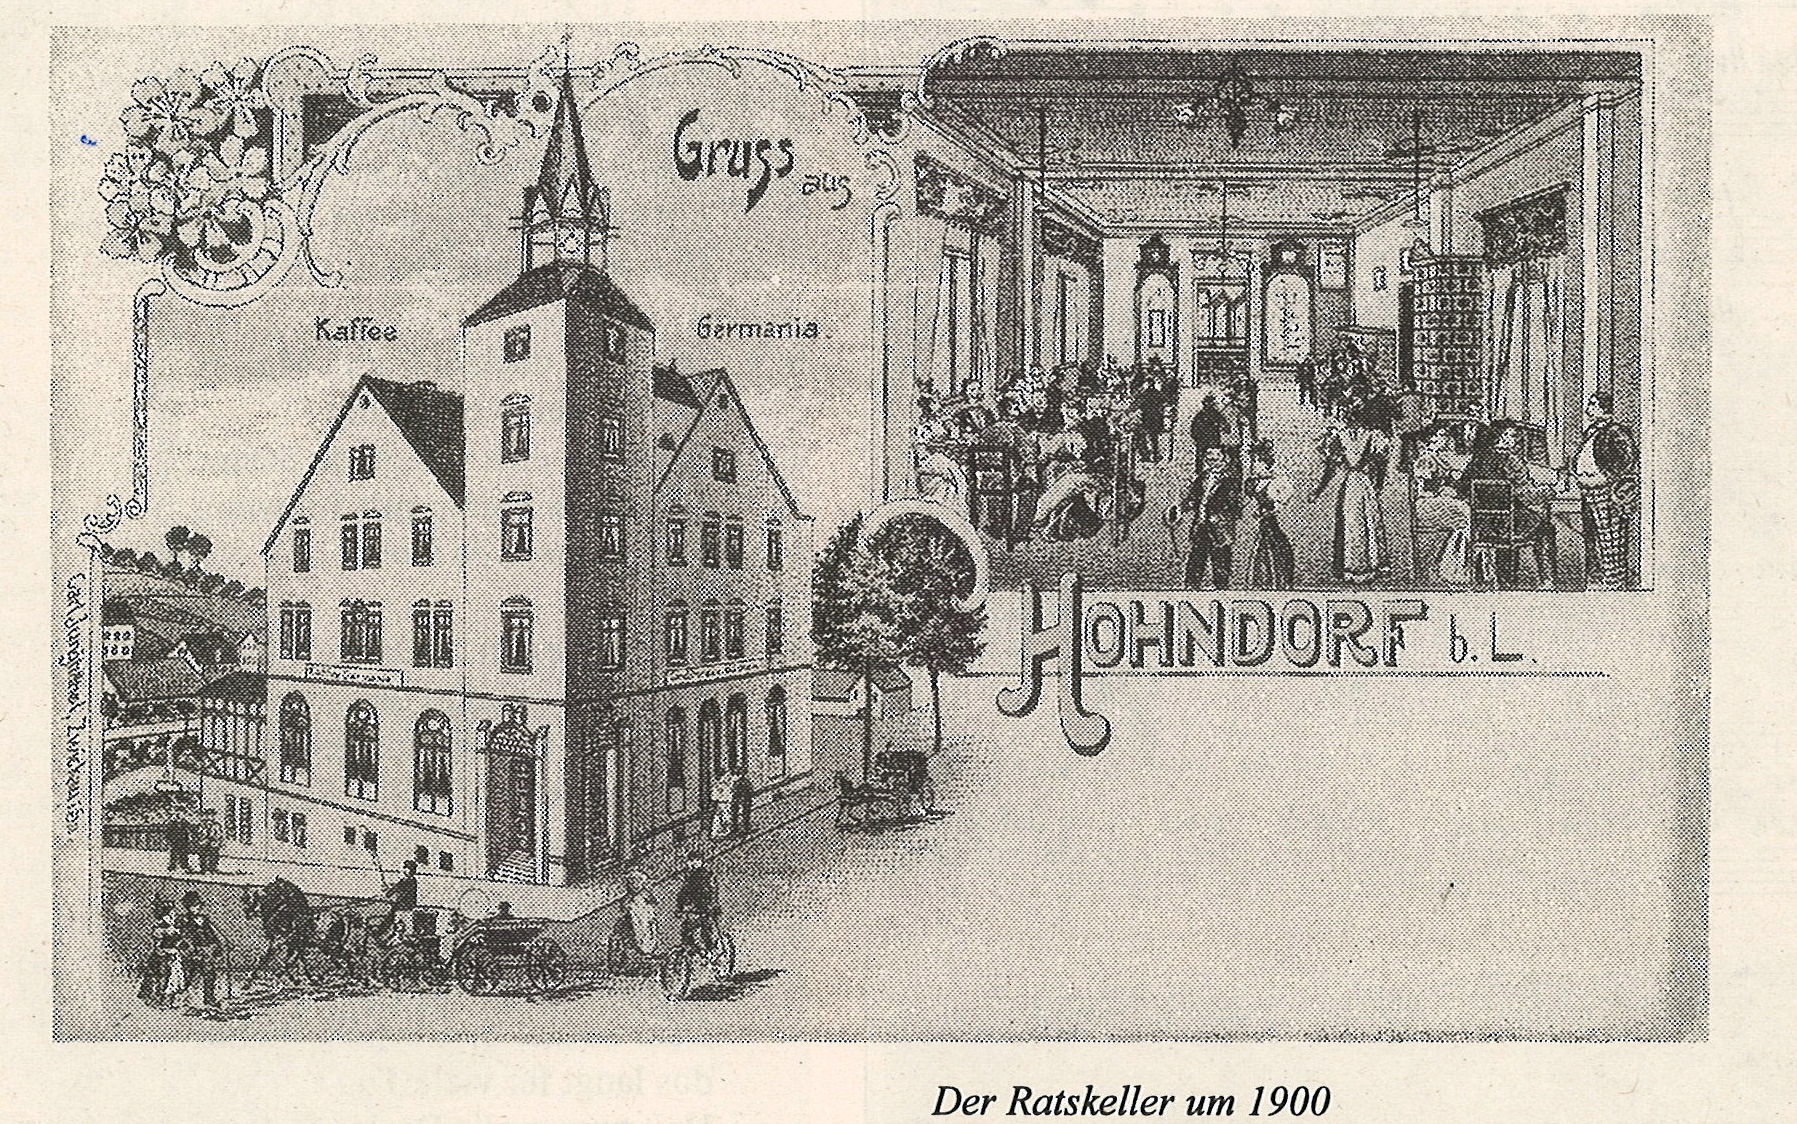 Gruss
aus
Kaffee
Germania.
HOHNDORF b. L.
Der Ratskeller um 1900